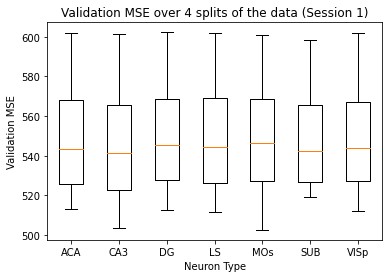 Validation MSE over 4 splits of the data (Session 1)
Validation MSE
600
580
560
540
520
500
ACA CA3 DG LS MOs SUB VISp
Neuron Type